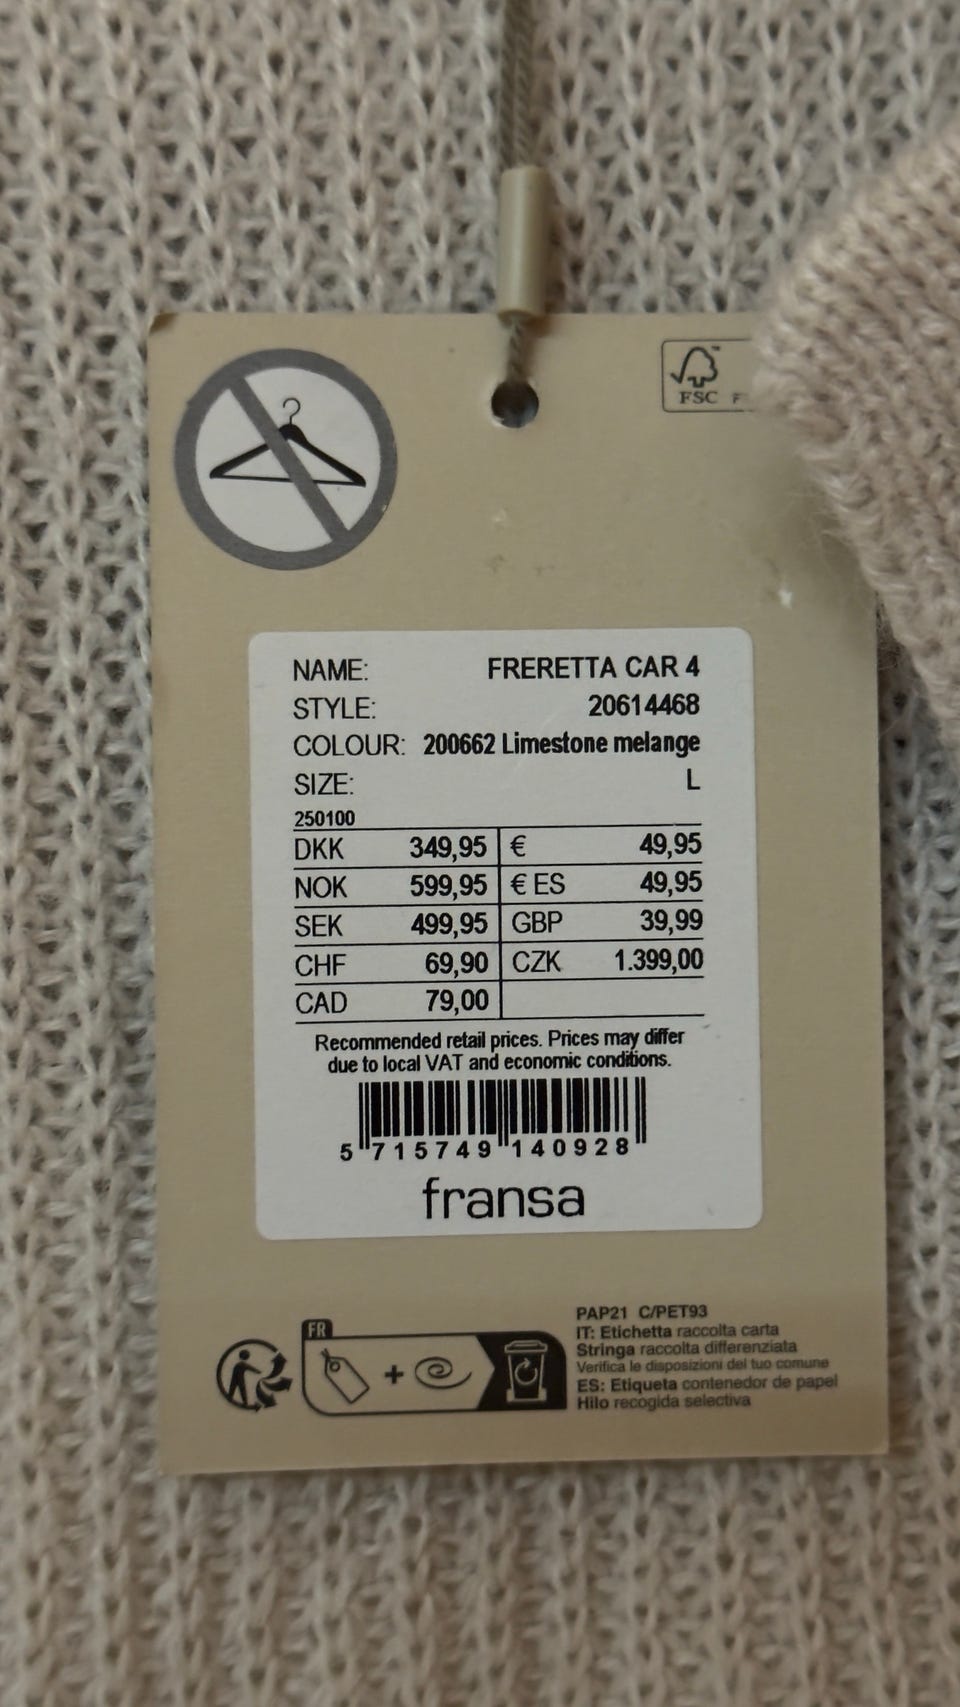 FSC
NAME: FRERETTA CAR 4
STYLE: 20614468
COLOUR: 200662 Limestone melange
SIZE: L
250100
DKK 349,95 € 49,95
NOK 599,95 € ES 49,95
SEK 499,95 GBP 39,99
CHF 69,90 CZK 1.399,00
CAD 79,00
Recommended retail prices. Prices may differ
due to local VAT and economic conditions.
5 715749 140928
fransa
FR
PAP21 C/PET93
IT: Etichetta raccolta carta
Stringa raccolta differenziata
Verifica le disposizioni del tuo comune
ES: Etiqueta contenedor de papel
Hilo recogida selectiva